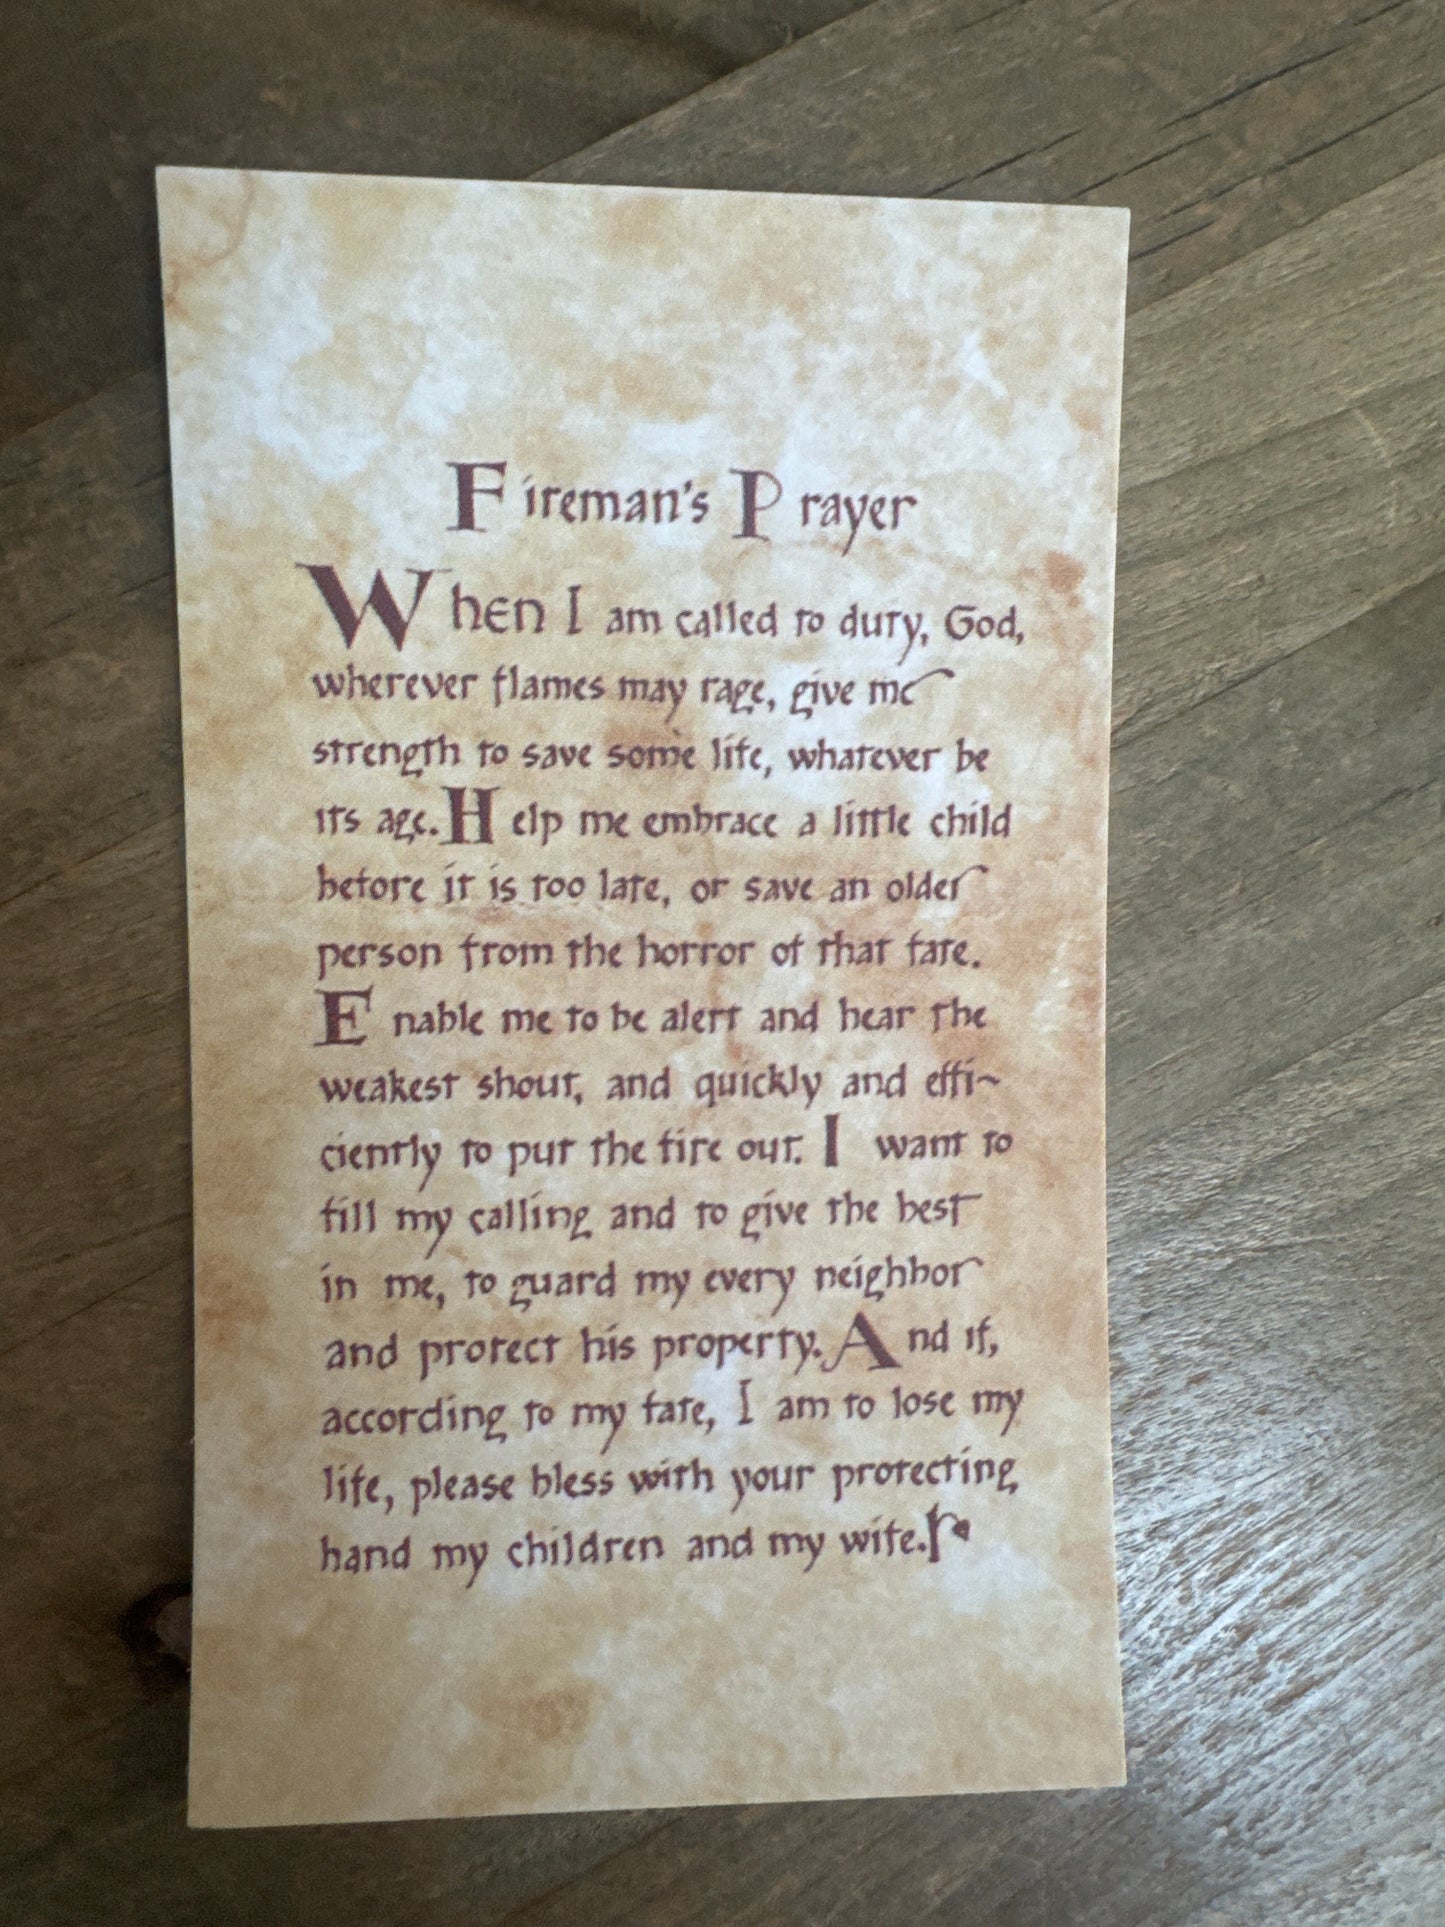 Fireman's Prayer
When I am called to duty, God,
wherever flames may rage, give me
strength to save some life, whatever be
its age. Help me embrace a little child
before it is too late, or save an older
person from the horror of that fate.
Enable me to be alert and hear the
weakest shout, and quickly and effi~
ciently to put the fire out. I want to
fill my calling and to give the best
in me, to guard my every neighbor
and protect his property. And if,
according to my fate, I am to lose my
life, please bless with your protecting
hand my children and my wife.